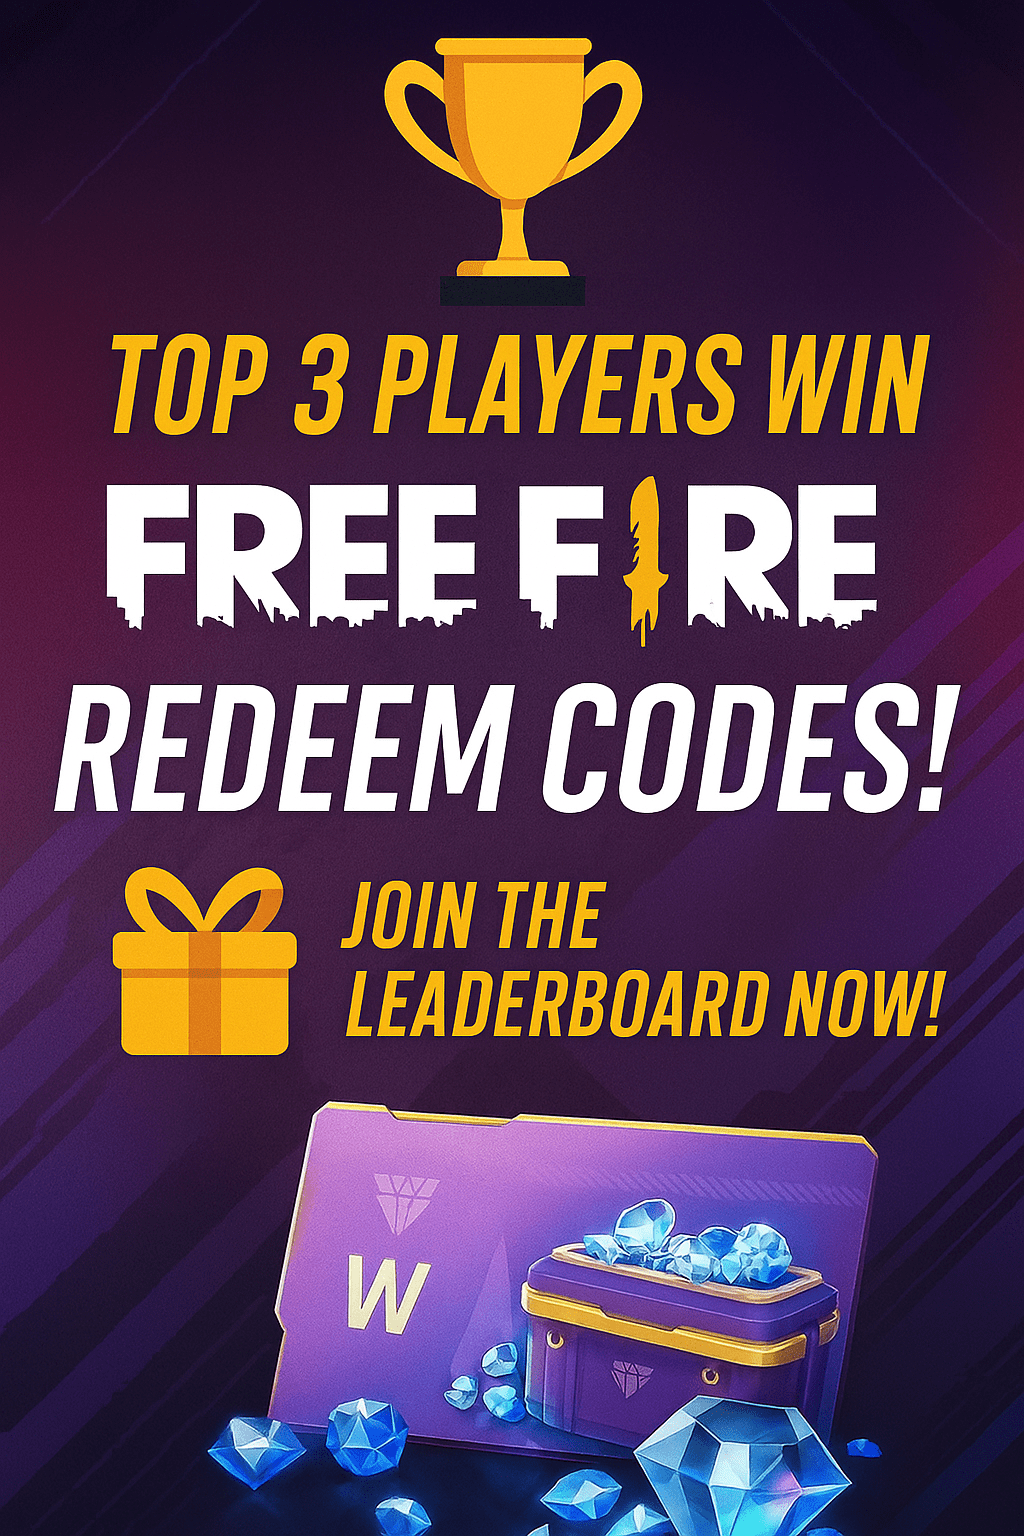 TOP 3 PLAYERS WIN
FREE FIRE
REDEEM CODES!
JOIN THE
LEADERBOARD NOW!
W